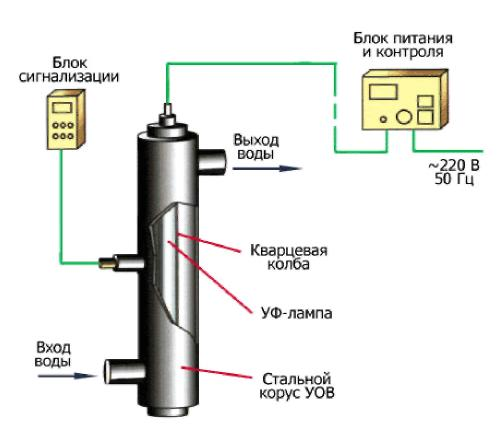 Блок питания
и контроля
Блок
сигнализации
Выход
воды
~220 В
50 Гц
Кварцевая
колба
УФ-лампа
Вход
воды
Стальной
корус УОВ